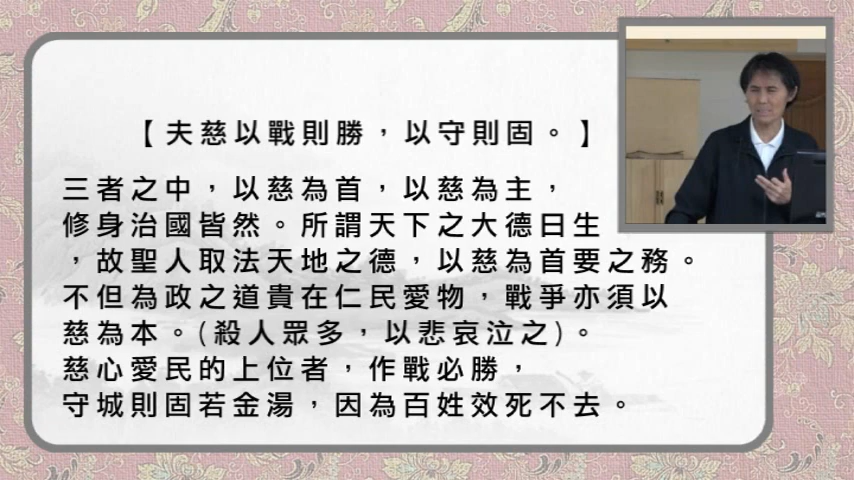 【夫慈以戰則勝，以守則固。】
三者之中，以慈為首，以慈為主，
修身治國皆然。所謂天下之大德日生
，故聖人取法天地之德，以慈為首要之務。
不但為政之道貴在仁民愛物，戰爭亦須以
慈為本。(殺人眾多，以悲哀泣之)。
慈心愛民的上位者，作戰必勝，
守城則固若金湯，因為百姓效死不去。